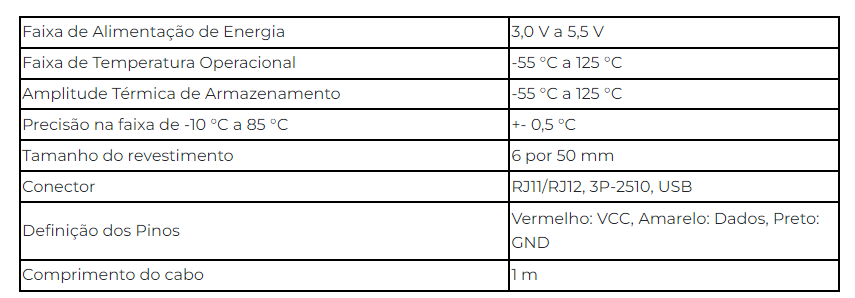 Faixa de Alimentação de Energia
3,0 V a 5,5 V
Faixa de Temperatura Operacional
-55 °C a 125 °C
Amplitude Térmica de Armazenamento
-55 °C a 125 °C
Precisão na faixa de -10 °C a 85 °C
+- 0,5 °C
Tamanho do revestimento
6 por 50 mm
Conector
RJ11/RJ12, 3P-2510, USB
Definição dos Pinos
Vermelho: VCC, Amarelo: Dados, Preto:
GND
Comprimento do cabo
1 m